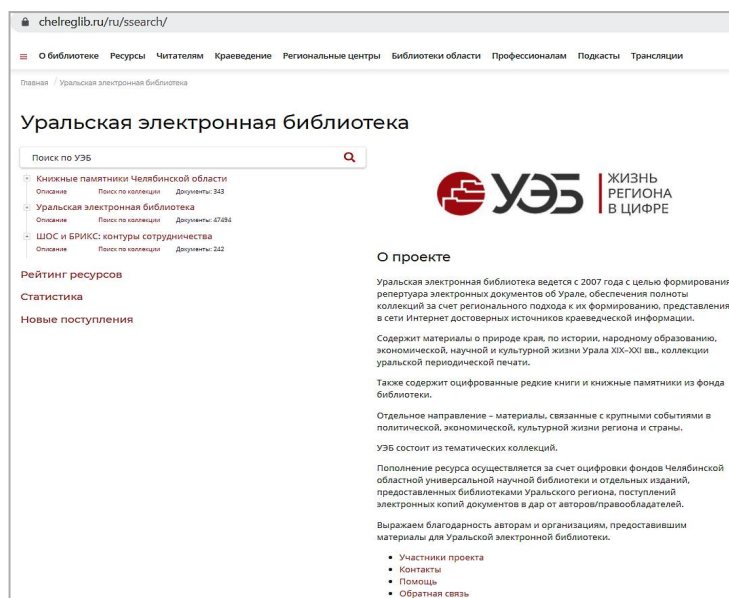 chelreglib.ru/ru/ssearch/
О библиотеке Ресурсы Читателям Краеведение Региональные центры Библиотеки области Профессионалам Подкасты Трансляции
Главная / Уральская электронная библиотека
Уральская электронная библиотека
Поиск по УЭБ
Книжные памятники Челябинской области
Описание Поиск по коллекции Документы: 343
Уральская электронная библиотека
Описание Поиск по коллекции Документы: 47494
ШОС и БРИКС: контуры сотрудничества
Описание Поиск по коллекции Документы: 242
Рейтинг ресурсов
Статистика
Новые поступления
УЭБ
ЖИЗНЬ
РЕГИОНА
В ЦИФРЕ
О проекте
Уральская электронная библиотека ведется с 2007 года с целью формирования
репертуара электронных документов об Урале, обеспечения полноты
коллекций за счет регионального подхода к их формированию, представления
в сети Интернет достоверных источников краеведческой информации.
Содержит материалы о природе края, по истории, народному образованию,
экономической, научной и культурной жизни Урала XIX–XXI вв., коллекции
уральской периодической печати.
Также содержит оцифрованные редкие книги и книжные памятники из фонда
библиотеки.
Отдельное направление – материалы, связанные с крупными событиями в
политической, экономической, культурной жизни региона и страны.
УЭБ состоит из тематических коллекций.
Пополнение ресурса осуществляется за счет оцифровки фондов Челябинской
областной универсальной научной библиотеки и отдельных изданий,
предоставленных библиотеками Уральского региона, поступлений
электронных копий документов в дар от авторов/правообладателей.
Выражаем благодарность авторам и организациям, предоставившим
материалы для Уральской электронной библиотеки.
Участники проекта
Контакты
Помощь
Обратная связь